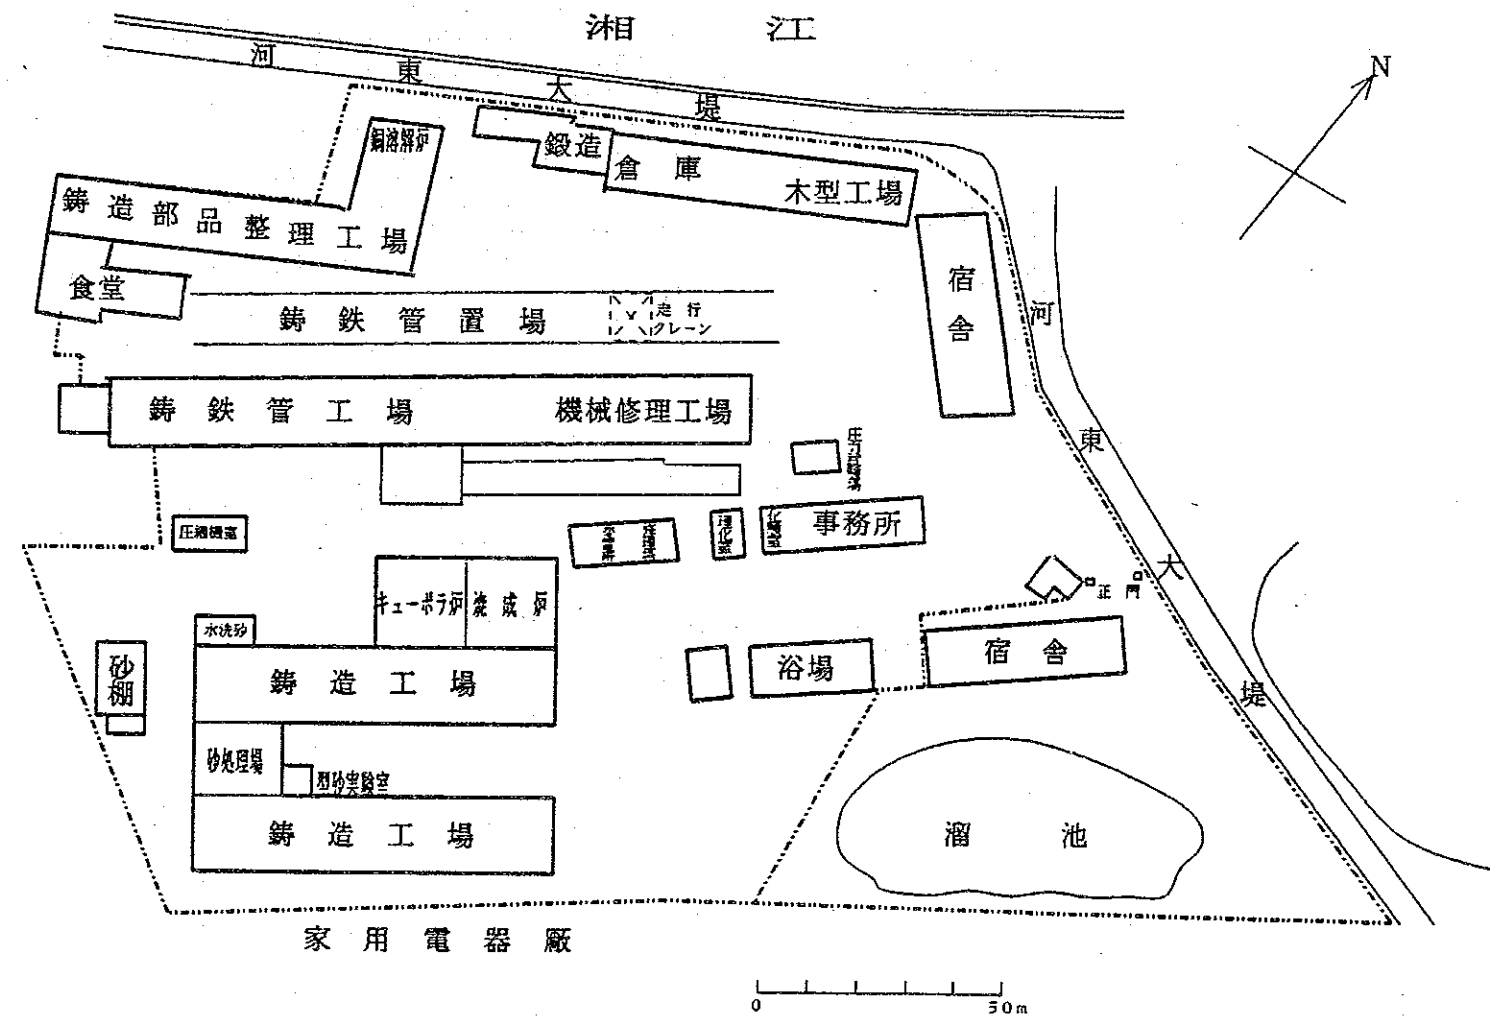 湘江
河東大堤
N
銅溶解炉
鍛造
倉庫
木型工場
鋳造部品整理工場
食堂
宿舎
鋳鉄管置場
走行
クレーン
河東大堤
鋳鉄管工場
機械修理工場
事務所
理化室
圧縮機室
キューポラ炉
焼成炉
正門
水洗砂
砂棚
鋳造工場
浴場
宿舎
砂処理場
型砂実験室
鋳造工場
溜池
家用電器廠
0
50m